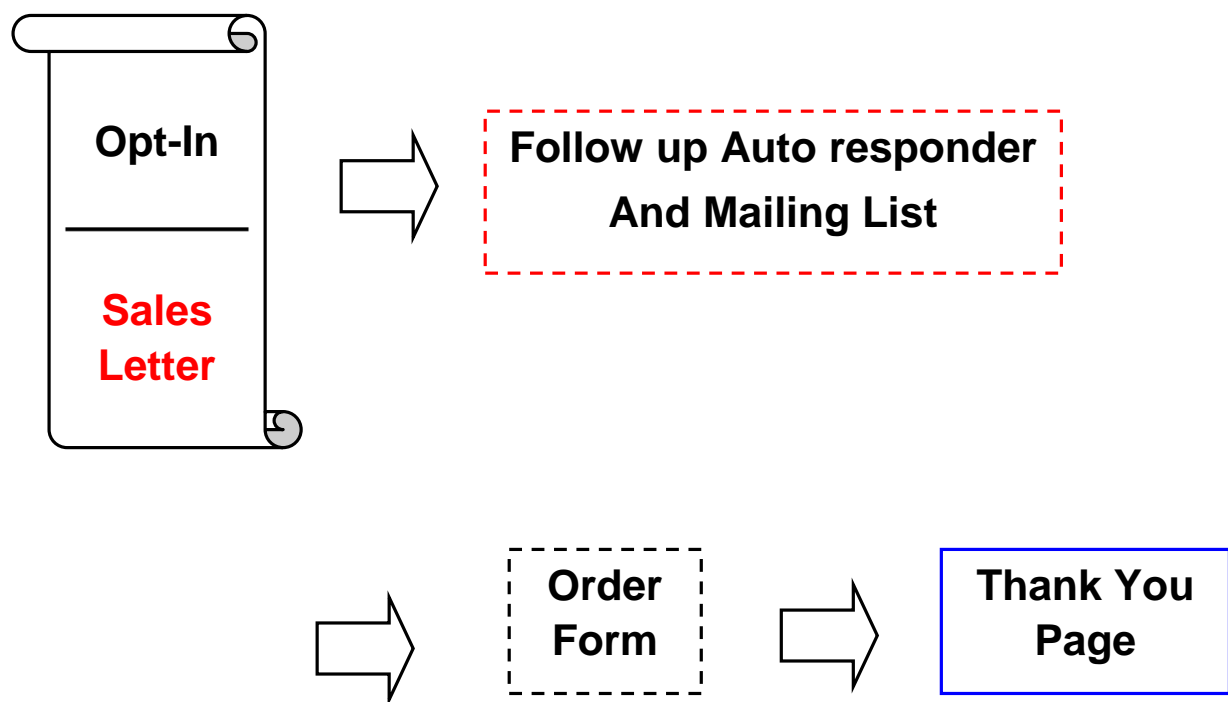 Opt-In
Sales
Letter
Follow up Auto responder
And Mailing List
Order
Form
Thank You
Page